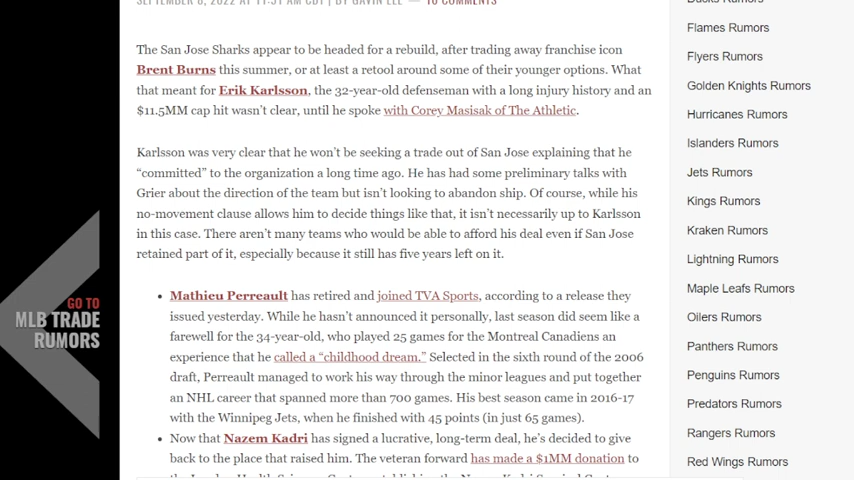 SEPTEMBER 8, 2022 AT 11:31 AM CDT | BY GAVIN LEE — 10 COMMENTS
The San Jose Sharks appear to be headed for a rebuild, after trading away franchise icon
Brent Burns this summer, or at least a retool around some of their younger options. What
that meant for Erik Karlsson, the 32-year-old defenseman with a long injury history and an
$11.5MM cap hit wasn't clear, until he spoke with Corey Masisak of The Athletic.
Karlsson was very clear that he won't be seeking a trade out of San Jose explaining that he
"committed" to the organization a long time ago. He has had some preliminary talks with
Grier about the direction of the team but isn't looking to abandon ship. Of course, while his
no-movement clause allows him to decide things like that, it isn't necessarily up to Karlsson
in this case. There aren't many teams who would be able to afford his deal even if San Jose
retained part of it, especially because it still has five years left on it.
• Mathieu Perreault has retired and joined TVA Sports, according to a release they
issued yesterday. While he hasn't announced it personally, last season did seem like a
farewell for the 34-year-old, who played 25 games for the Montreal Canadiens an
experience that he called a "childhood dream." Selected in the sixth round of the 2006
draft, Perreault managed to work his way through the minor leagues and put together
an NHL career that spanned more than 700 games. His best season came in 2016-17
with the Winnipeg Jets, when he finished with 45 points (in just 65 games).
• Now that Nazem Kadri has signed a lucrative, long-term deal, he's decided to give
back to the place that raised him. The veteran forward has made a $1MM donation to
GO TO
MLB TRADE
RUMORS
Ducks Rumors
Flames Rumors
Flyers Rumors
Golden Knights Rumors
Hurricanes Rumors
Islanders Rumors
Jets Rumors
Kings Rumors
Kraken Rumors
Lightning Rumors
Maple Leafs Rumors
Oilers Rumors
Panthers Rumors
Penguins Rumors
Predators Rumors
Rangers Rumors
Red Wings Rumors